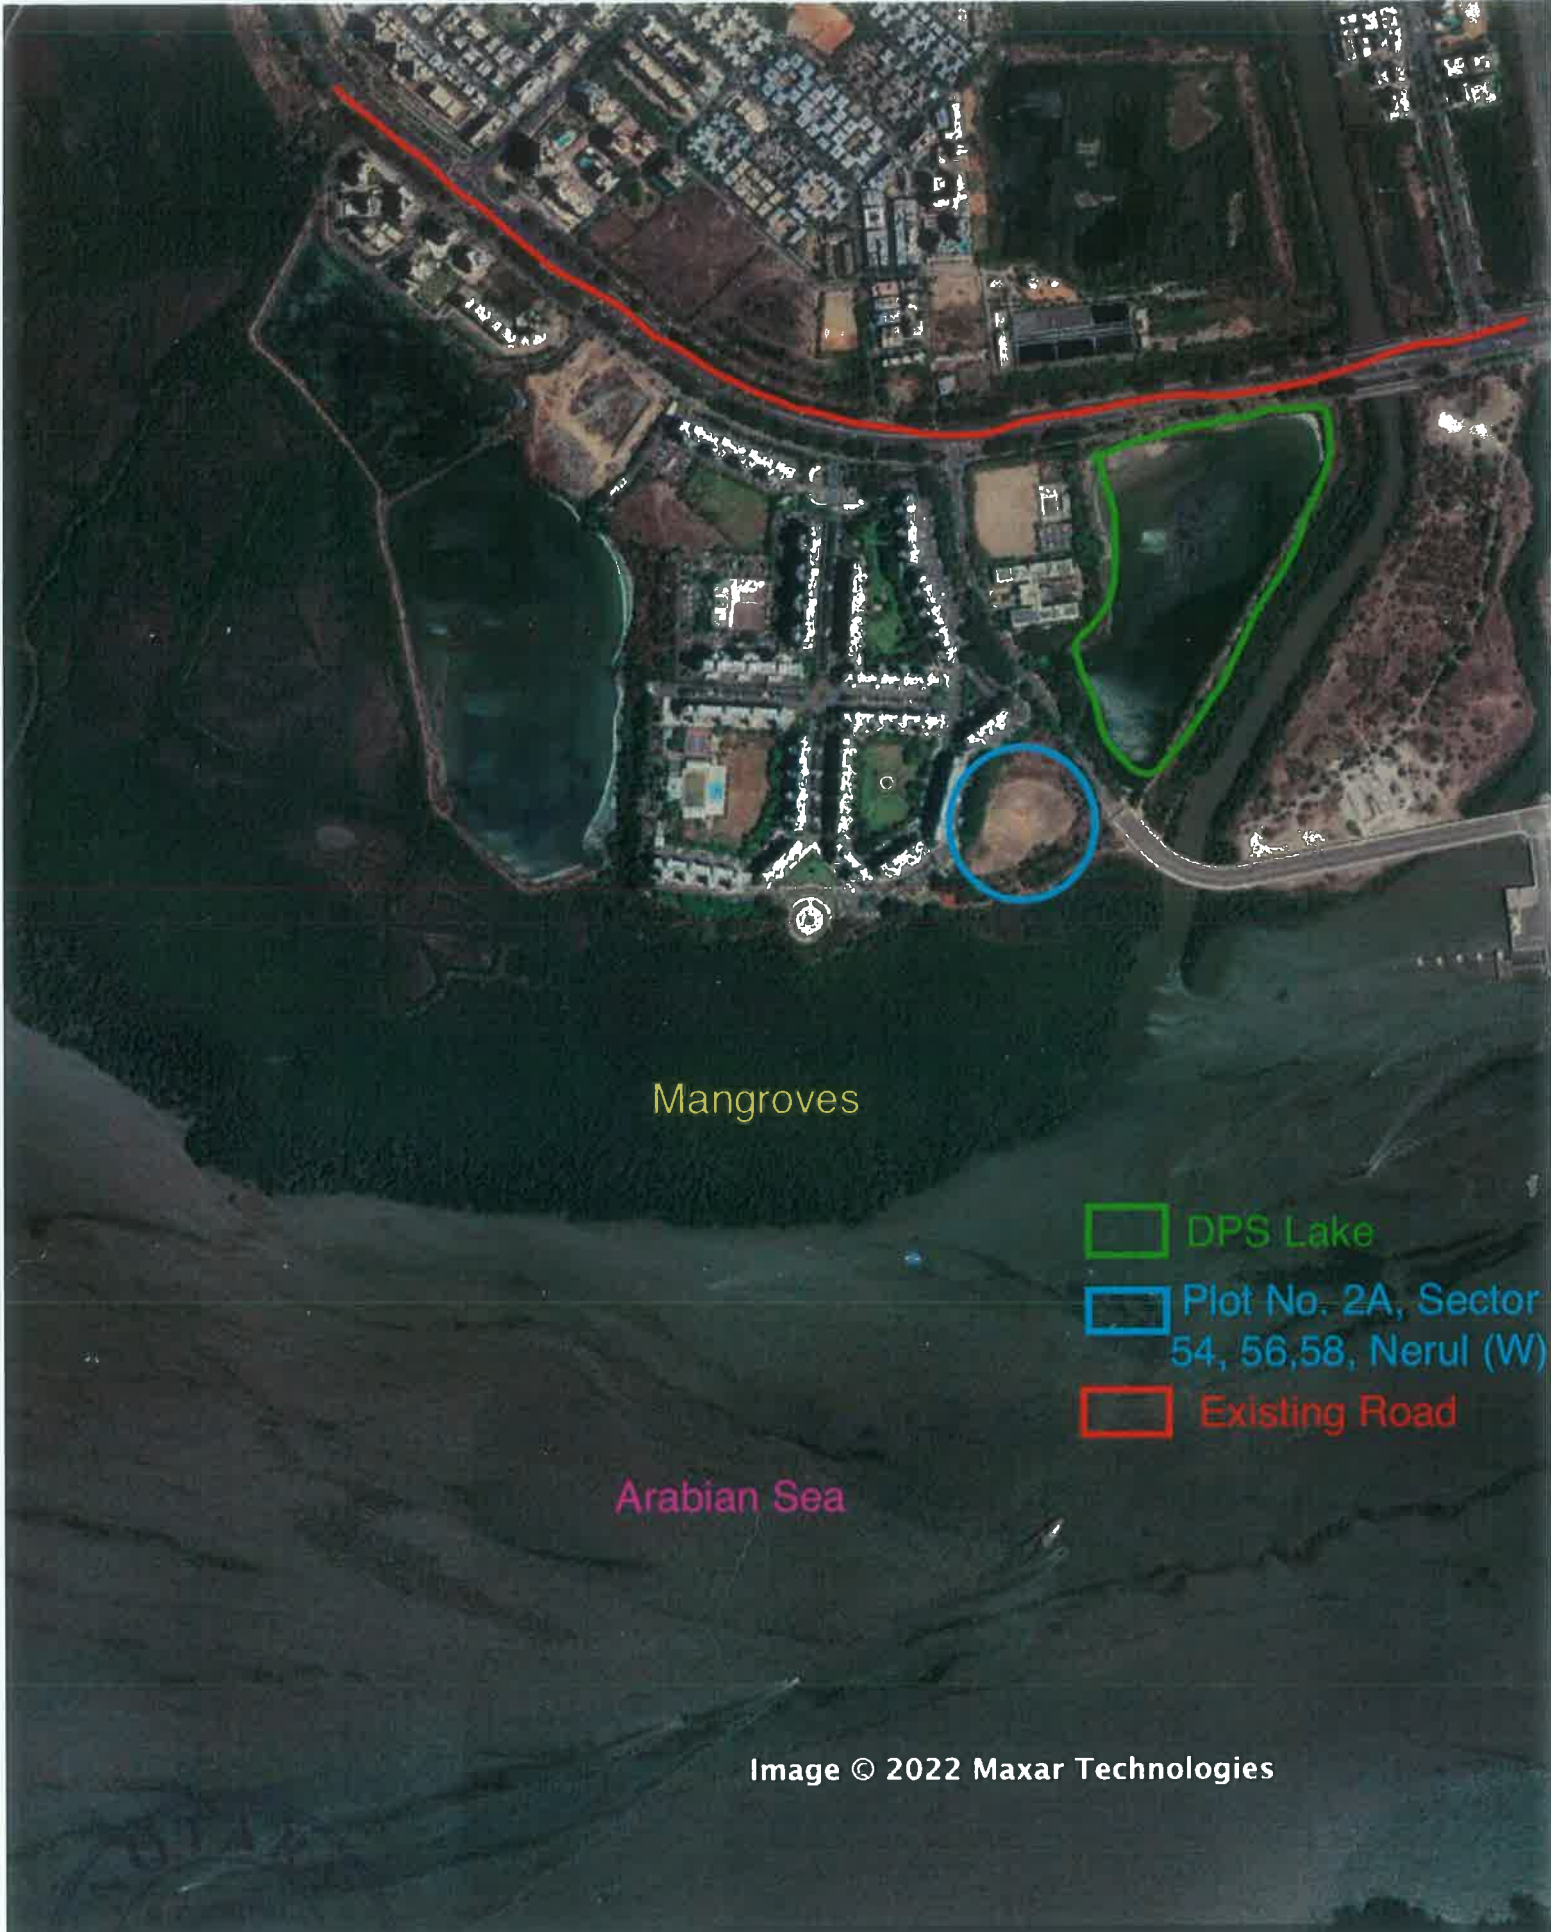 Mangroves
DPS Lake
Plot No. 2A, Sector
54, 56,58, Nerul (W)
Existing Road
Arabian Sea
Image © 2022 Maxar Technologies